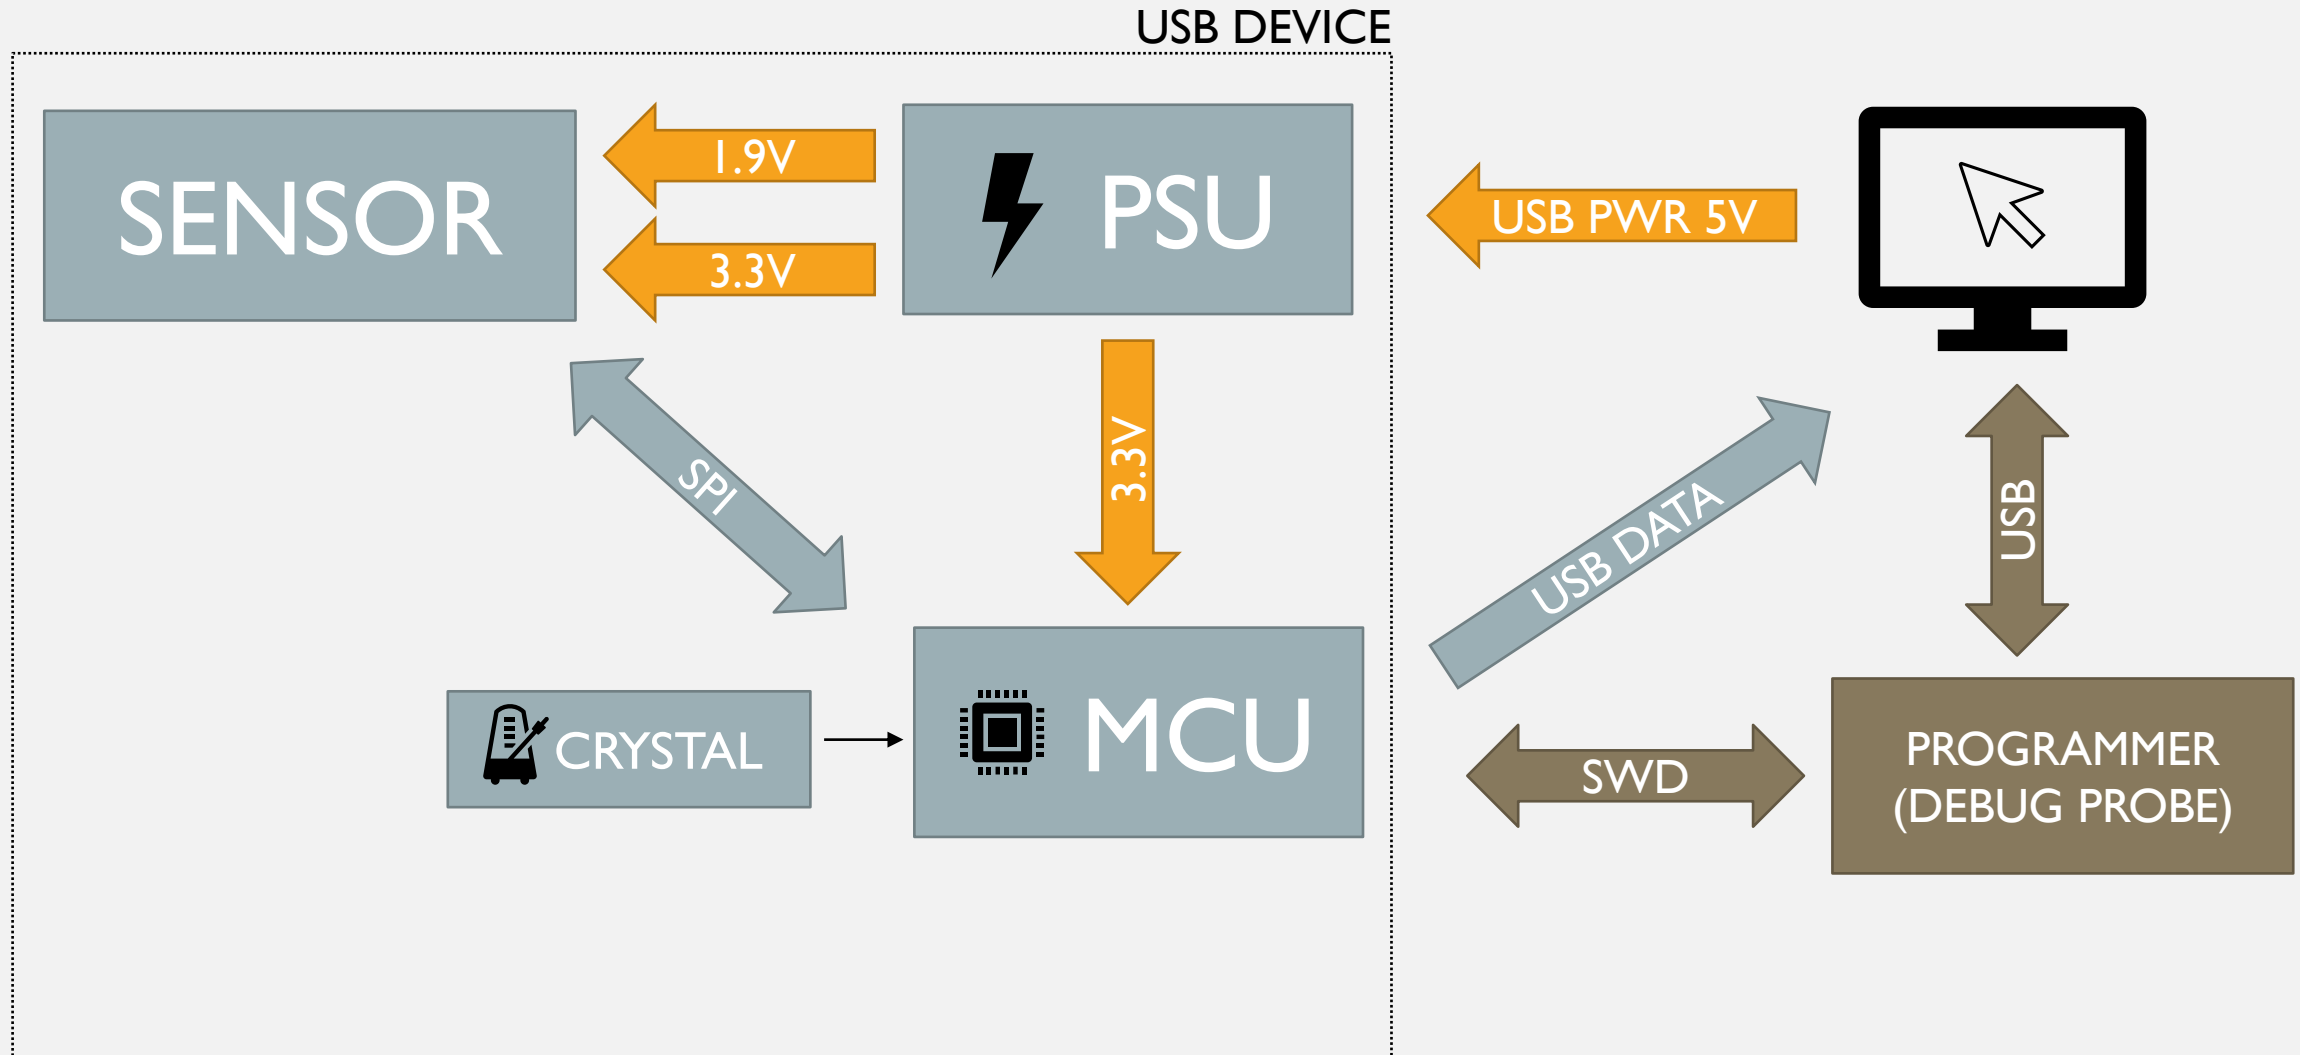 USB DEVICE
SENSOR
1.9V
3.3V
PSU
USB PWR 5V
SPI
3.3V
USB DATA
USB
CRYSTAL
MCU
SWD
PROGRAMMER
(DEBUG PROBE)